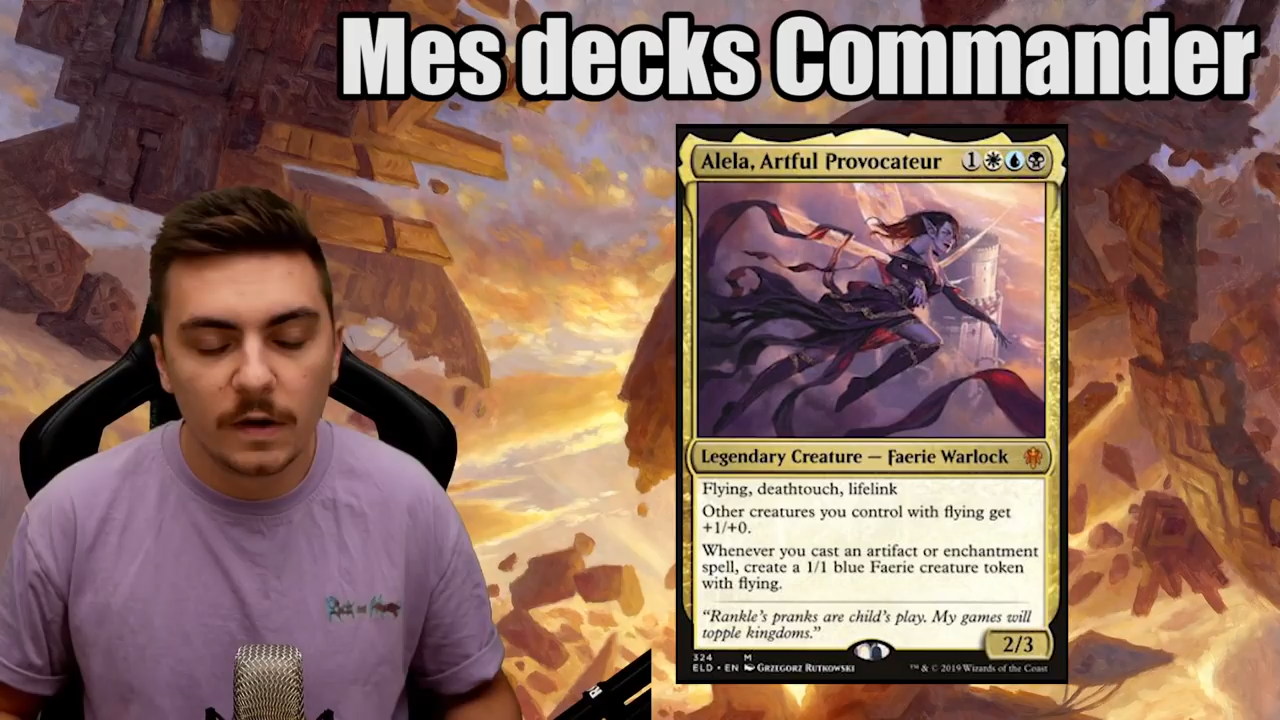 Mes decks Commander
Alela, Artful Provocateur 1
Legendary Creature — Faerie Warlock
Flying, deathtouch, lifelink
Other creatures you control with flying get
+1/+0.
Whenever you cast an artifact or enchantment
spell, create a 1/1 blue Faerie creature token
with flying.
“Rankle’s pranks are child’s play. My games will
topple kingdoms.”
2/3
324 M
ELD • EN Grzegorz Rutkowski
™ & © 2019 Wizards of the Coast